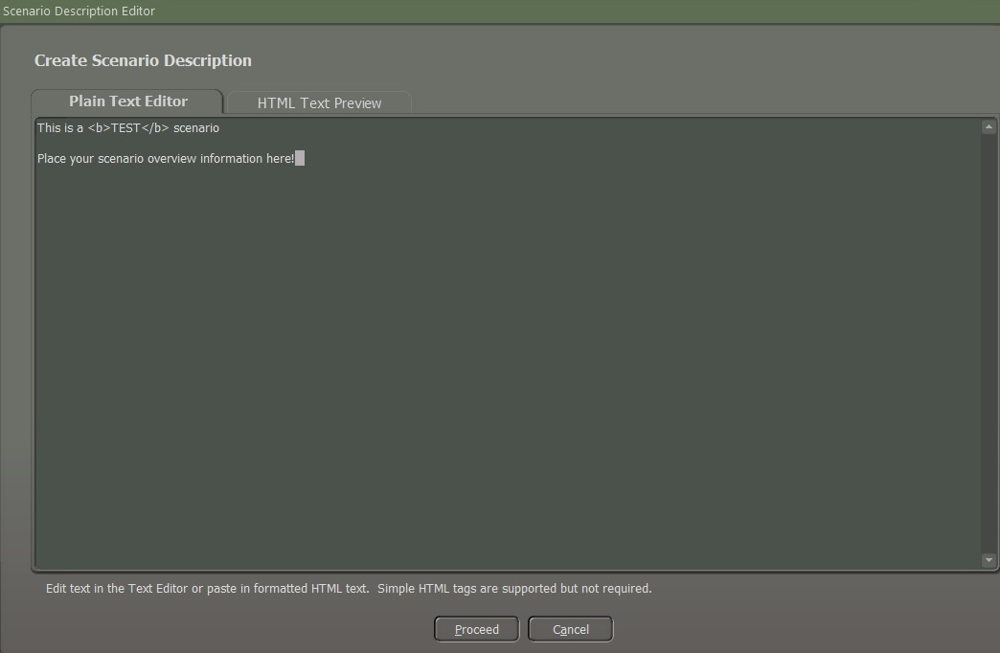 Scenario Description Editor
Create Scenario Description
Plain Text Editor
HTML Text Preview
This is a <b>TEST</b> scenario
Place your scenario overview information here!
Edit text in the Text Editor or paste in formatted HTML text.  Simple HTML tags are supported but not required.
Proceed
Cancel